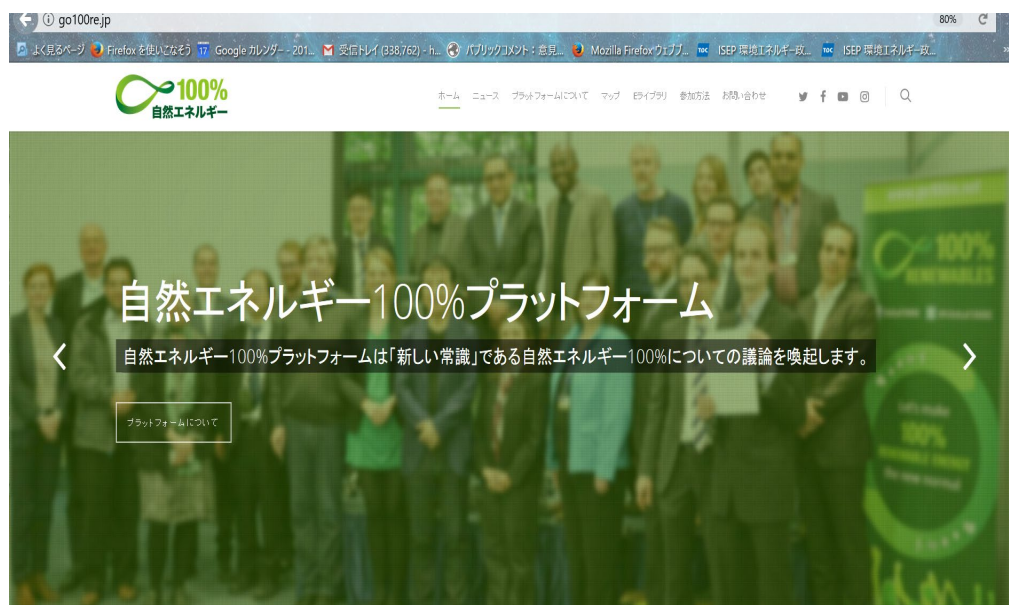 go100re.jp
80%
よく見るページ Firefox を使いこなそう Google カレンダー - 201... 受信トレイ (338,762) - h... パブリックコメント：意見... Mozilla Firefox ウェブブ... ISEP 環境エネルギー政... ISEP 環境エネルギー政...
100%
自然エネルギー
ホーム ニュース プラットフォームについて マップ Eライブラリ 参加方法 お問い合わせ
自然エネルギー100%プラットフォーム
自然エネルギー100%プラットフォームは「新しい常識」である自然エネルギー100%についての議論を喚起します。
プラットフォームについて
100%
RENEWABLES
Let's make
100%
RENEWABLE ENERGY
the new normal